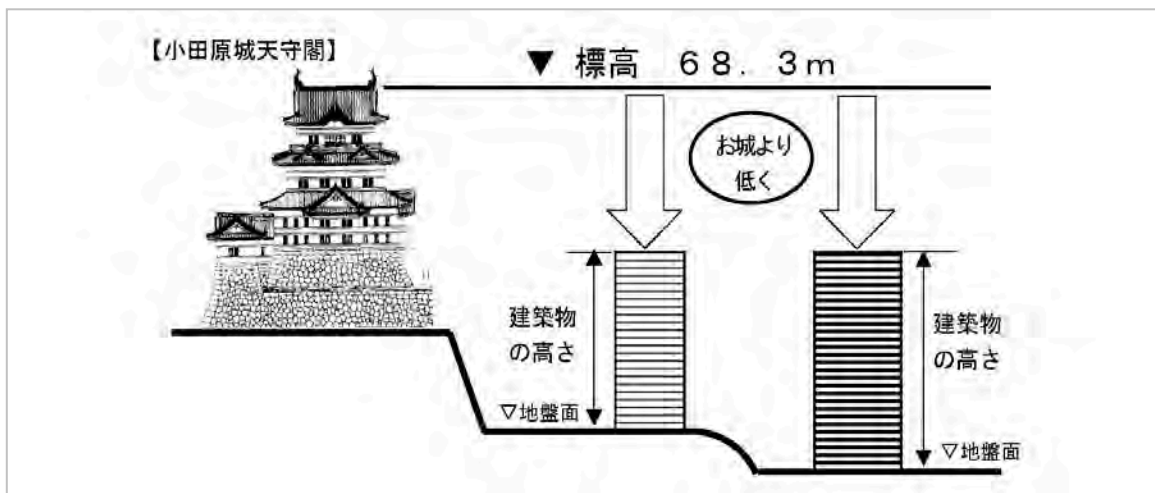 【小田原城天守閣】
▼ 標高 ６８．３ｍ
お城より
低く
建築物
の高さ
▽地盤面
建築物
の高さ
▽地盤面